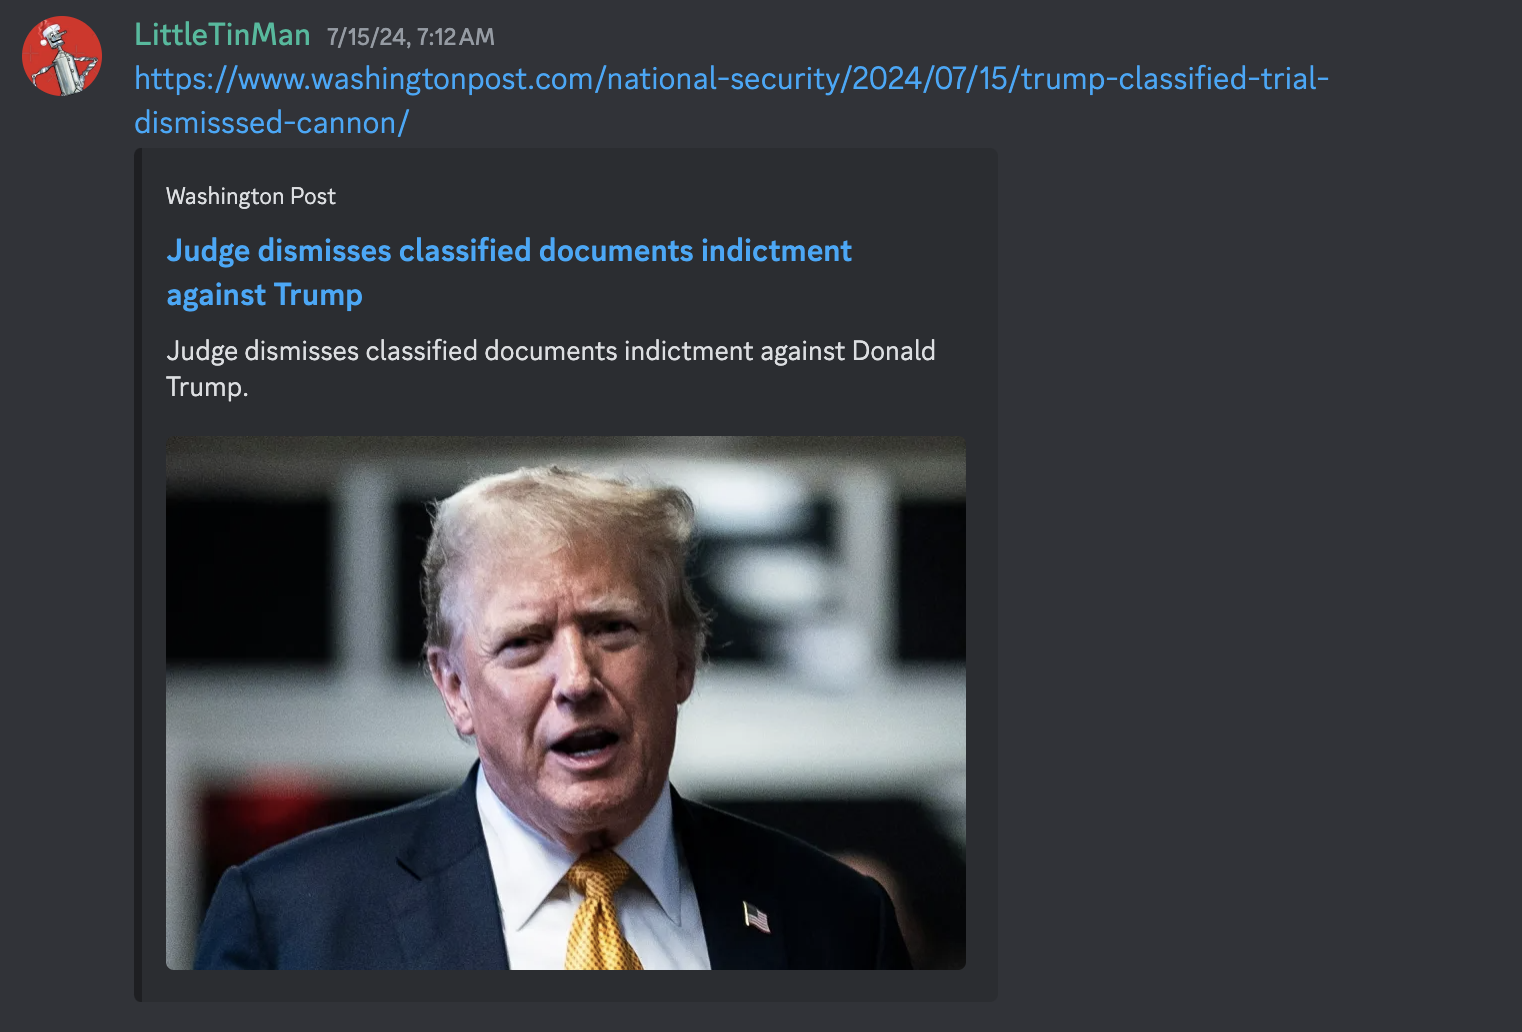 LittleTinMan 7/15/24, 7:12 AM
https://www.washingtonpost.com/national-security/2024/07/15/trump-classified-trial-
dismisssed-cannon/
Washington Post
Judge dismisses classified documents indictment
against Trump
Judge dismisses classified documents indictment against Donald
Trump.